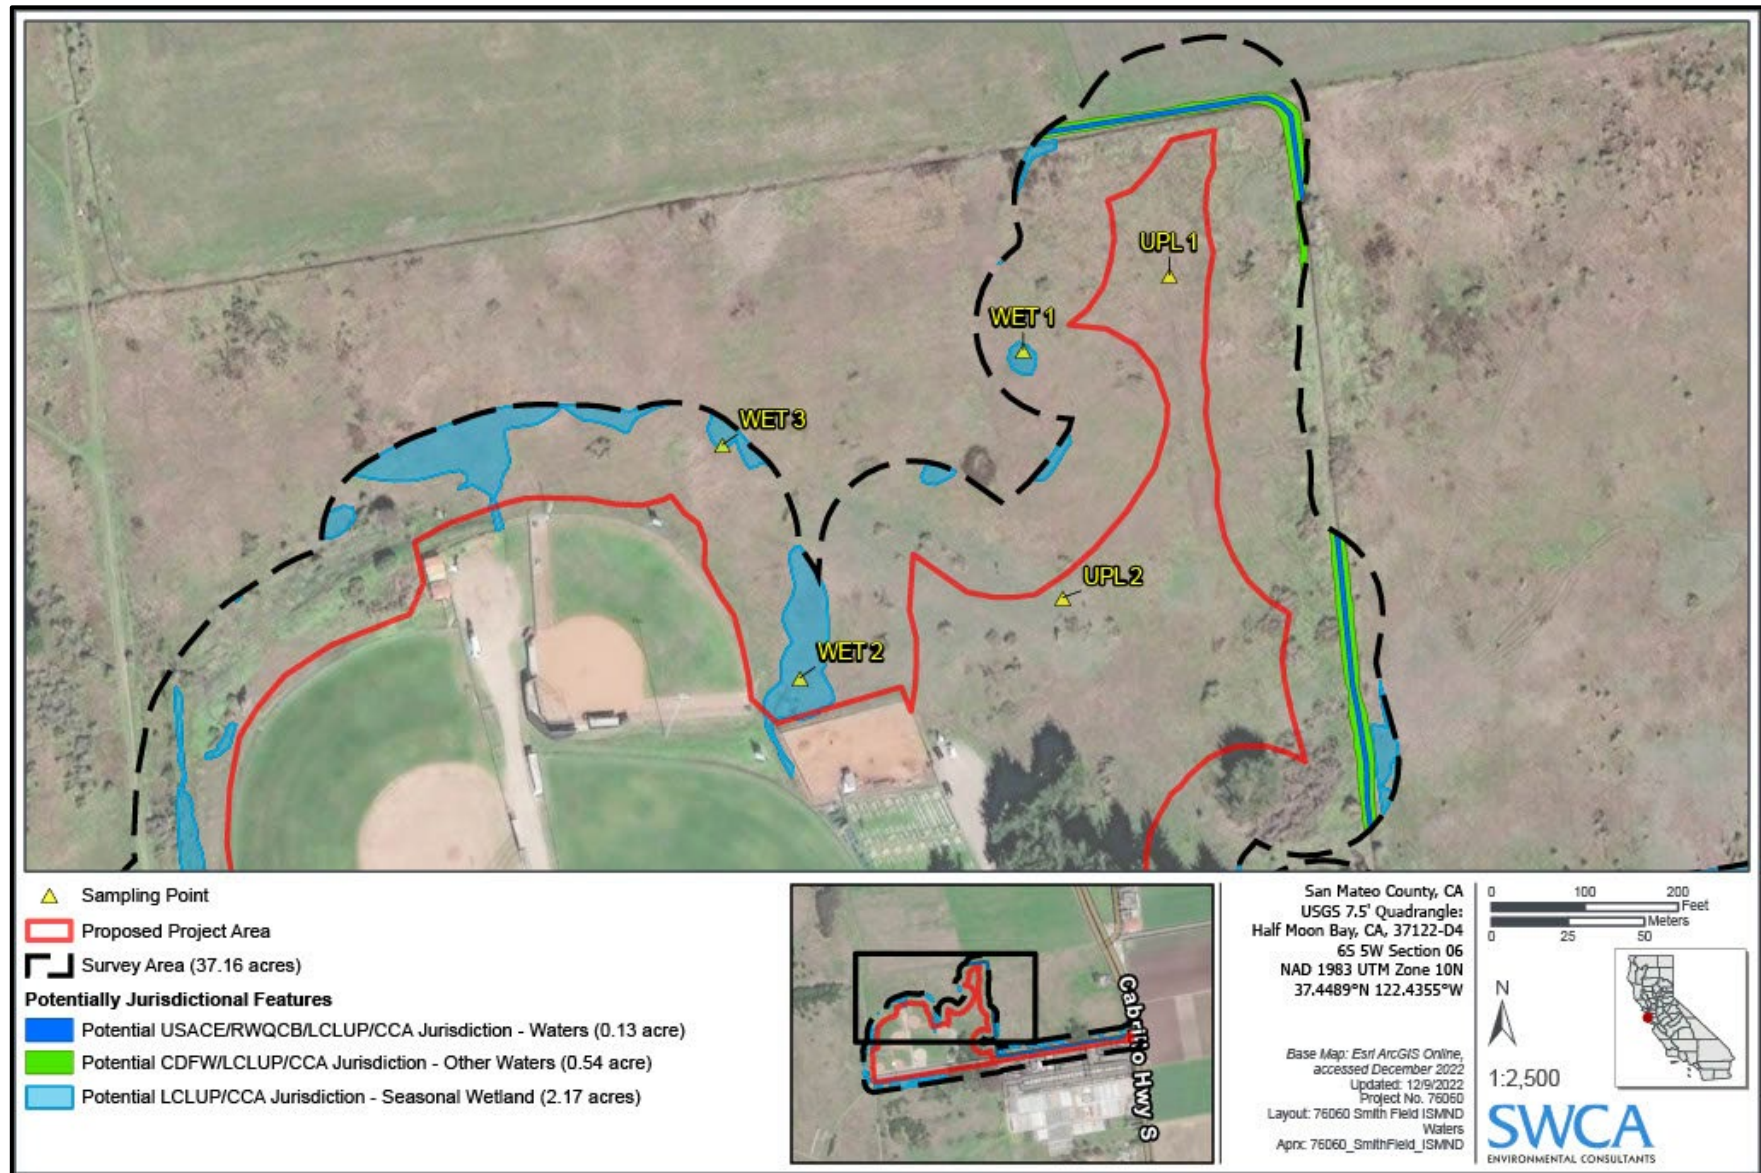 UPL 1
WET 1
WET 3
UPL 2
WET 2
Sampling Point
Proposed Project Area
Survey Area (37.16 acres)
Potentially Jurisdictional Features
Potential USACE/RWQCB/LCLUP/CCA Jurisdiction - Waters (0.13 acre)
Potential CDFW/LCLUP/CCA Jurisdiction - Other Waters (0.54 acre)
Potential LCLUP/CCA Jurisdiction - Seasonal Wetland (2.17 acres)
Cabrillo Hwy S
San Mateo County, CA
USGS 7.5' Quadrangle:
Half Moon Bay, CA, 37122-D4
6S 5W Section 06
NAD 1983 UTM Zone 10N
37.4489°N 122.4355°W
Base Map: Esri ArcGIS Online,
accessed December 2022
Updated: 12/9/2022
Project No. 76060
Layout: 76060 Smith Field ISMND
Waters
Aprx: 76060_SmithField_ISMND
0 100 200
Feet
Meters
0 25 50
N
1:2,500
SWCA
ENVIRONMENTAL CONSULTANTS